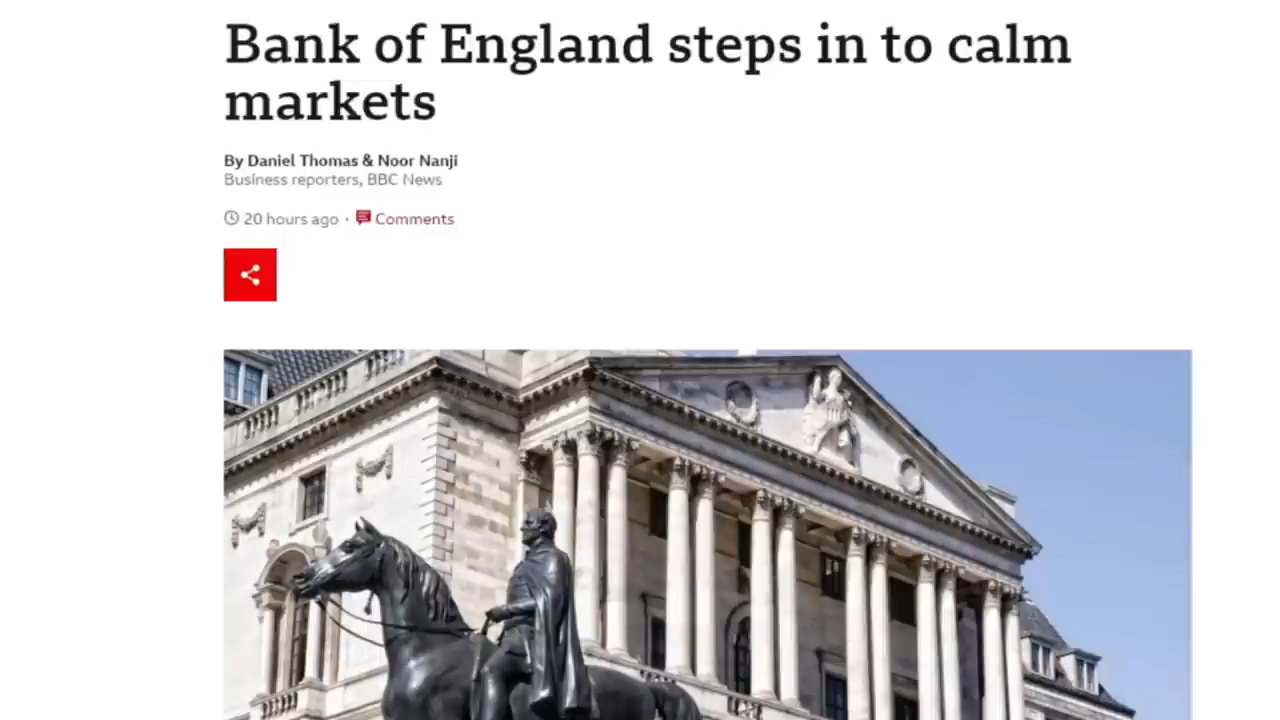 Bank of England steps in to calm
markets
By Daniel Thomas & Noor Nanji
Business reporters, BBC News
20 hours ago · Comments